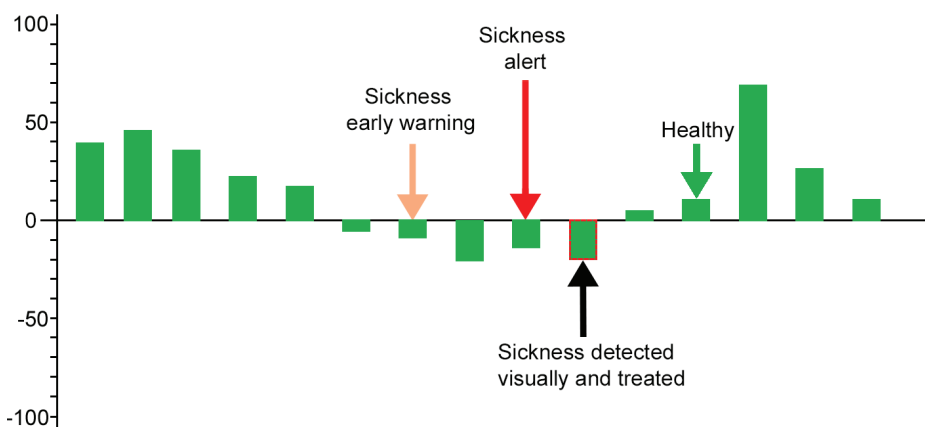 100
50
0
-50
-100
Sickness
early warning
Sickness
alert
Healthy
Sickness detected
visually and treated